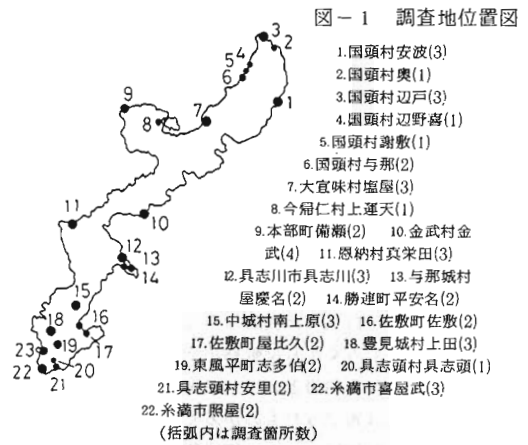 図-1 調査地位置図
1.国頭村安波(3)
2.国頭村奥(1)
3.国頭村辺戸(3)
4.国頭村辺野喜(1)
5.国頭村謝敷(1)
6.国頭村与那(2)
7.大宜味村塩屋(3)
8.今帰仁村上運天(1)
9.本部町備瀬(2) 10.金武村金
武(4) 11.恩納村真栄田(3)
12.具志川市具志川(3) 13.与那城村
屋慶名(2) 14.勝連町平安名(2)
15.中城村南上原(3) 16.佐敷町佐敷(2)
17.佐敷町屋比久(2) 18.豊見城村上田(3)
19.東風平町志多伯(2) 20.具志頭村具志頭(1)
21.具志頭村安里(2) 22.糸満市喜屋武(3)
22.糸満市照屋(2)
(括弧内は調査箇所数)
3
2
5
4
6
1
9
8
7
11
10
12
13
14
15
16
18
19
17
23
22
21
20